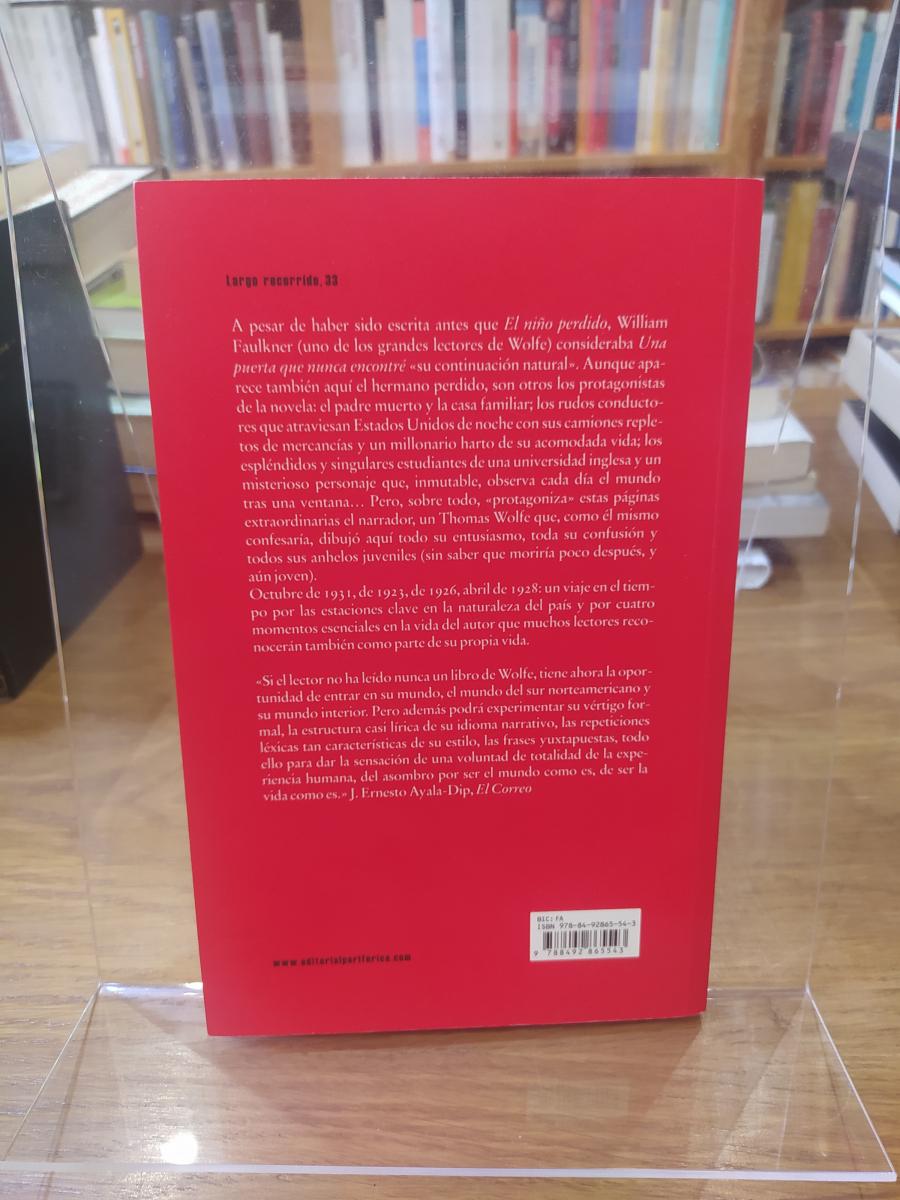 Largo recorrido, 33
A pesar de haber sido escrita antes que El niño perdido, William
Faulkner (uno de los grandes lectores de Wolfe) consideraba Una
puerta que nunca encontré «su continuación natural». Aunque apa-
rece también aquí el hermano perdido, son otros los protagonistas
de la novela: el padre muerto y la casa familiar; los rudos conducto-
res que atraviesan Estados Unidos de noche con sus camiones reple-
tos de mercancías y un millonario harto de su acomodada vida; los
espléndidos y singulares estudiantes de una universidad inglesa y un
misterioso personaje que, inmutable, observa cada día el mundo
tras una ventana... Pero, sobre todo, «protagoniza» estas páginas
extraordinarias el narrador, un Thomas Wolfe que, como él mismo
confesaría, dibujó aquí todo su entusiasmo, toda su confusión y
todos sus anhelos juveniles (sin saber que moriría poco después, y
aún joven).
Octubre de 1931, de 1923, de 1926, abril de 1928: un viaje en el tiem-
po por las estaciones clave en la naturaleza del país y por cuatro
momentos esenciales en la vida del autor que muchos lectores reco-
nocerán también como parte de su propia vida.
«Si el lector no ha leído nunca un libro de Wolfe, tiene ahora la opor-
tunidad de entrar en su mundo, el mundo del sur norteamericano y
su mundo interior. Pero además podrá experimentar su vértigo for-
mal, la estructura casi lírica de su idioma narrativo, las repeticiones
léxicas tan características de su estilo, las frases yuxtapuestas, todo
ello para dar la sensación de una voluntad de totalidad de la expe-
riencia humana, del asombro por ser el mundo como es, de ser la
vida como es.» J. Ernesto Ayala-Dip, El Correo
BIC: FA
ISBN 978-84-92865-54-3
9 788492 865543
www.editorialperiferica.com